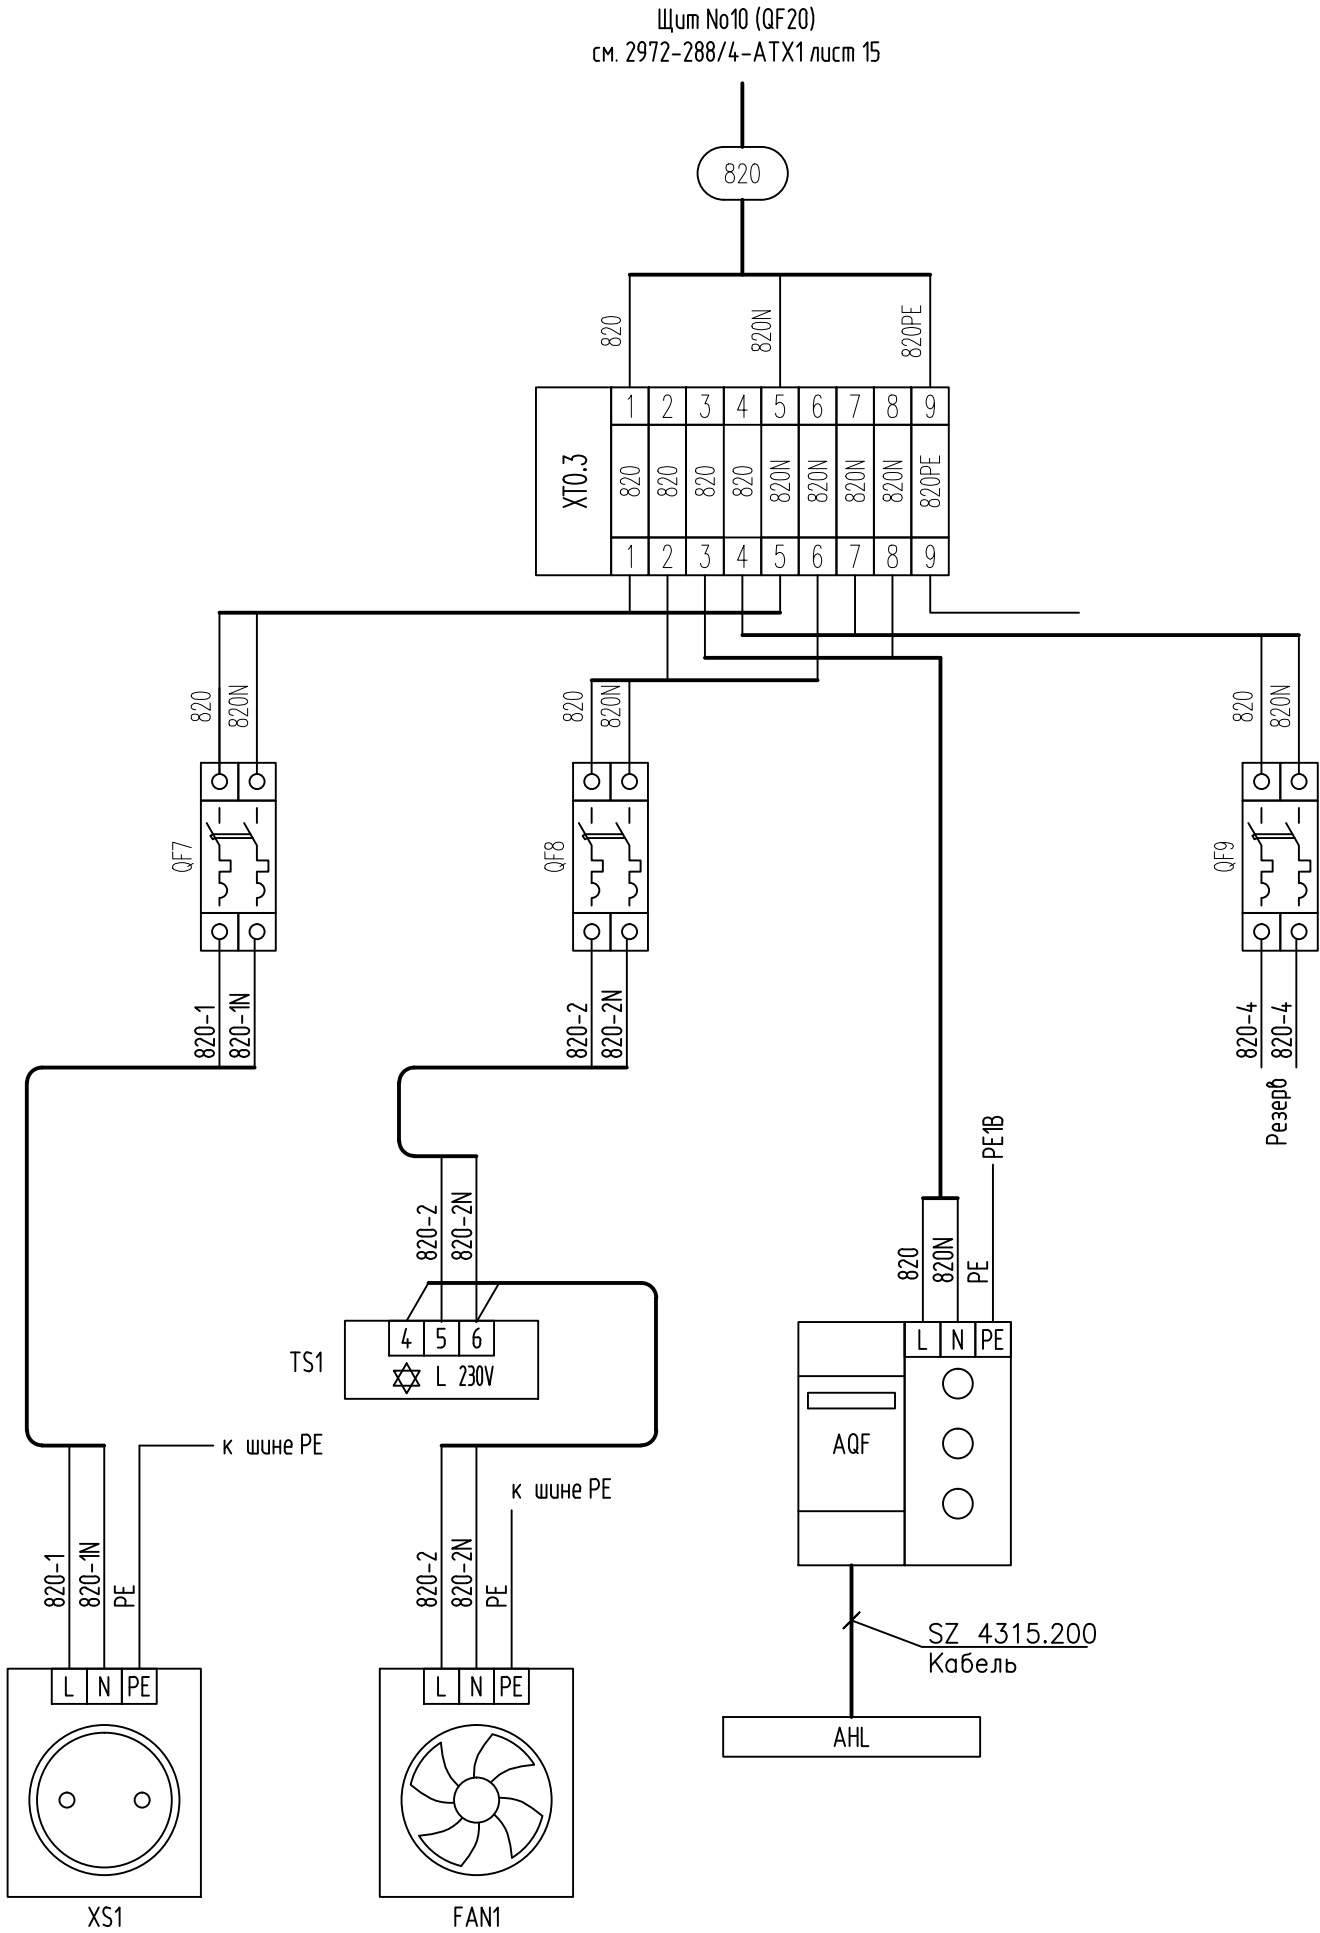 Щит No10 (QF20)
см. 2972-288/4-АТХ1 лист 15
820
820
820N
820PE
XT0.3
1 2 3 4 5 6 7 8 9
820 820 820 820 820N 820N 820N 820N 820PE
1 2 3 4 5 6 7 8 9
820
820N
820
820N
820
820N
QF7
QF8
QF9
820-1
820-1N
820-2
820-2N
820-4
820-4
Резерв
820-2
820-2N
820
820N
PE
PE1B
TS1
4 5 6
L 230V
L N PE
AQF
к шине PE
к шине PE
820-1
820-1N
PE
820-2
820-2N
PE
SZ 4315.200
Кабель
L N PE
L N PE
AHL
XS1
FAN1